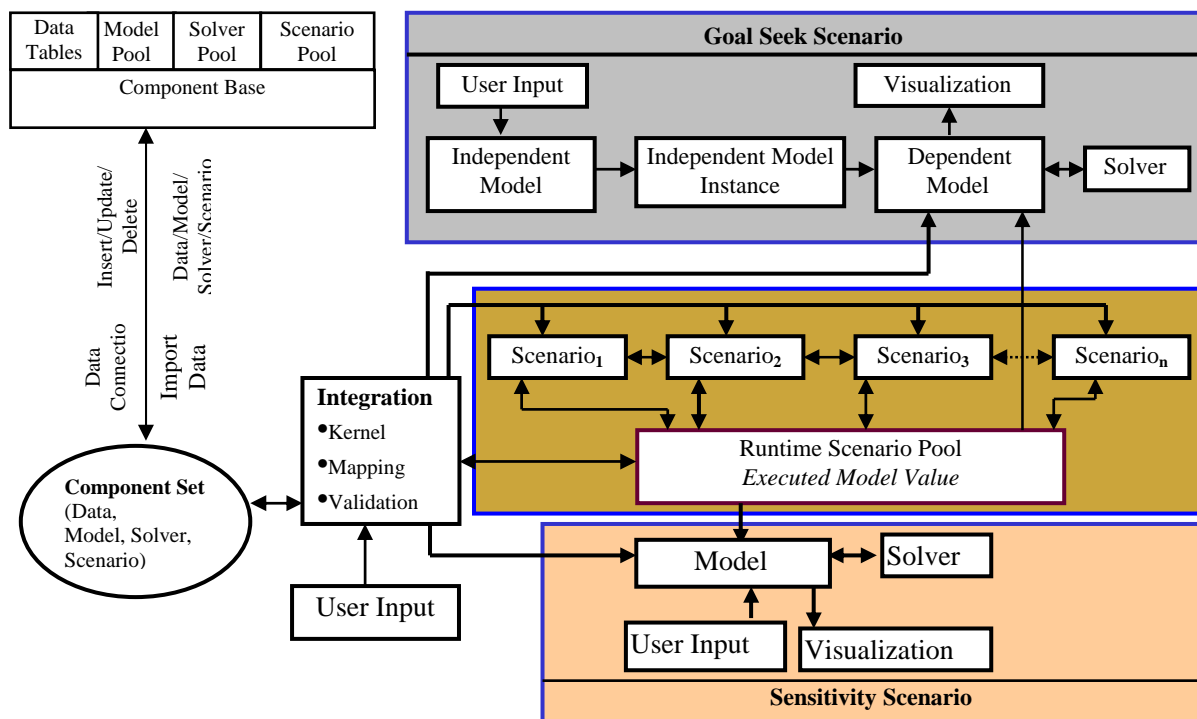 Data
Tables
Model
Pool
Solver
Pool
Scenario
Pool
Component Base
Insert/Update/
Delete
Data/Model/
Solver/Scenario
Data
Connectio
Import
Data
Component Set
(Data,
Model, Solver,
Scenario)
Integration
•Kernel
•Mapping
•Validation
User Input
Goal Seek Scenario
User Input
Visualization
Independent
Model
Independent Model
Instance
Dependent
Model
Solver
Scenario1
Scenario2
Scenario3
Scenarion
Runtime Scenario Pool
Executed Model Value
Model
Solver
User Input
Visualization
Sensitivity Scenario